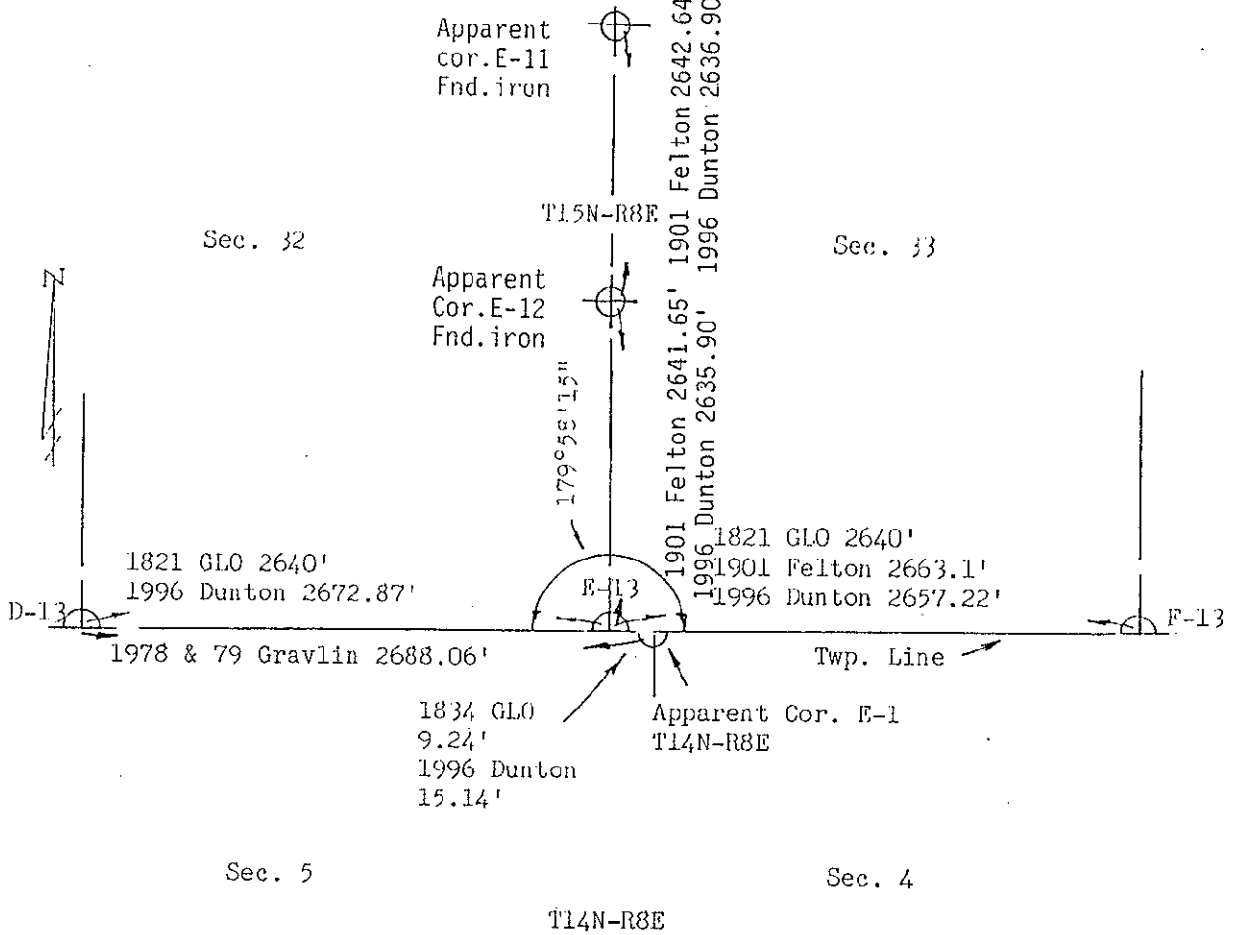 Apparent
cor.E-11
Fnd.iron
1901 Felton 2642.64
1996 Dunton 2636.90
T15N-R8E
Sec. 32
Sec. 33
N
Apparent
Cor.E-12
Fnd.iron
1901 Felton 2641.65'
1996 Dunton 2635.90'
179°58'15"
1821 GLO 2640'
1996 Dunton 2672.87'
1821 GLO 2640'
1901 Felton 2663.1'
1996 Dunton 2657.22'
D-13
E-13
F-13
1978 & 79 Gravlin 2688.06'
Twp. Line
1834 GLO
9.24'
1996 Dunton
15.14'
Apparent Cor. E-1
T14N-R8E
Sec. 5
Sec. 4
T14N-R8E